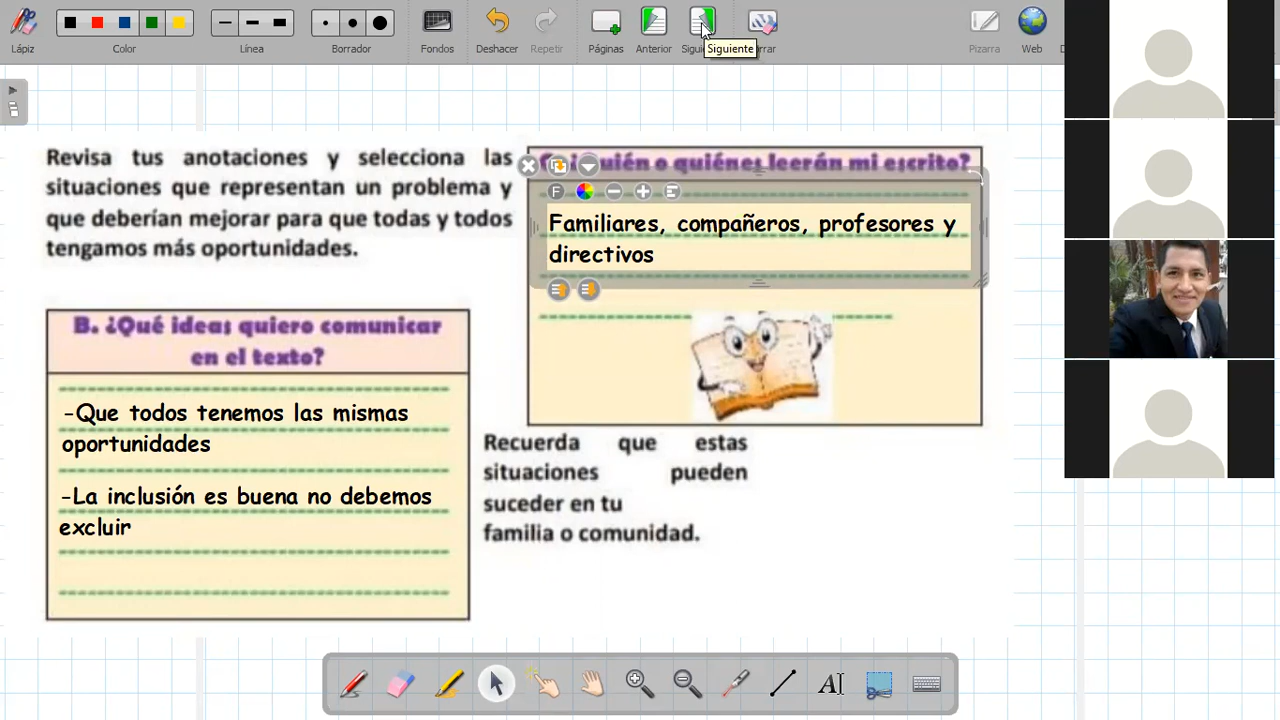 Lápiz
Color
Línea
Borrador
Fondos
Deshacer
Repetir
Páginas
Anterior
Siguiente
Pizarra
Web
Revisa tus anotaciones y selecciona las
situaciones que representan un problema y
que deberían mejorar para que todas y todos
tengamos más oportunidades.
quién o quiénes leerán mi escrito?
F
Familiares, compañeros, profesores y
directivos
B. ¿Qué ideas quiero comunicar
en el texto?
-Que todos tenemos las mismas
oportunidades
-La inclusión es buena no debemos
excluir
Recuerda que estas
situaciones pueden
suceder en tu
familia o comunidad.
AI